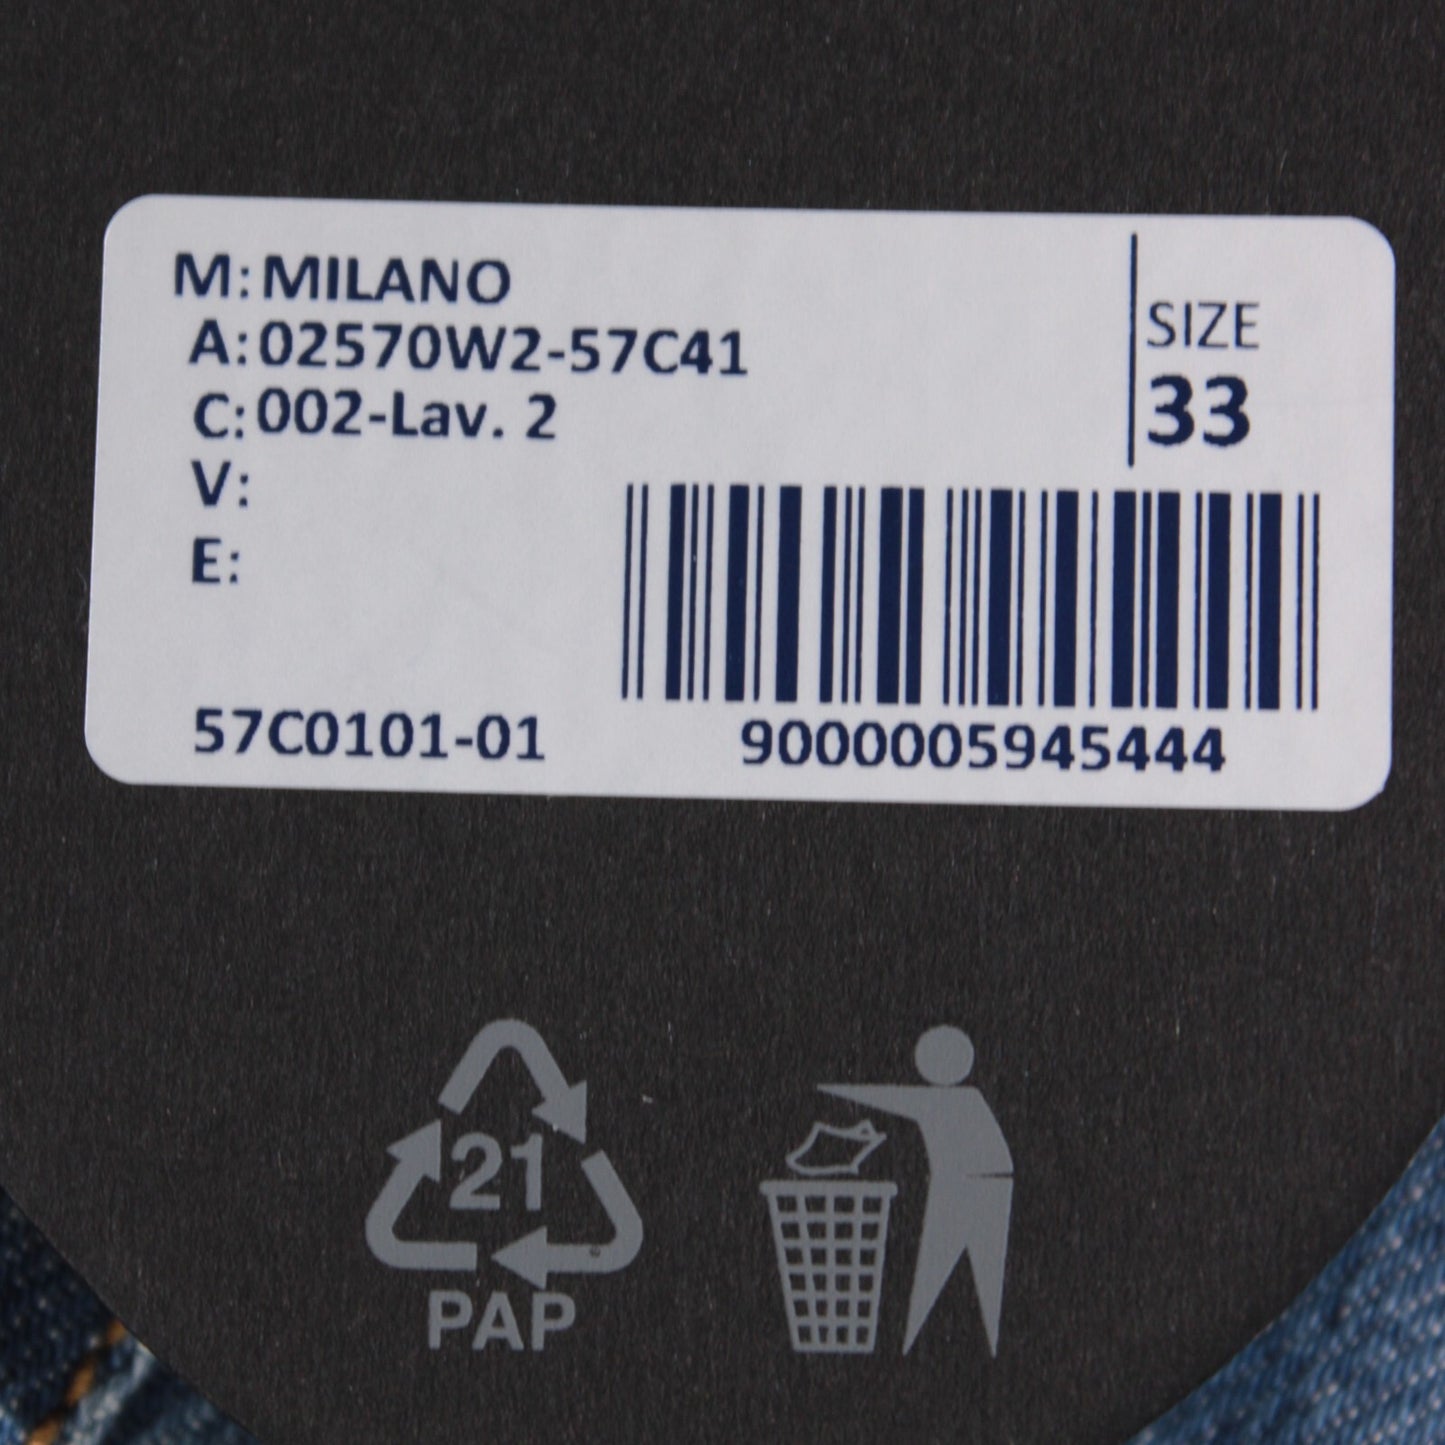 M: MILANO
A: 02570W2-57C41
C: 002-Lav. 2
V:
E:
SIZE
33
57C0101-01
9000005945444
21
PAP